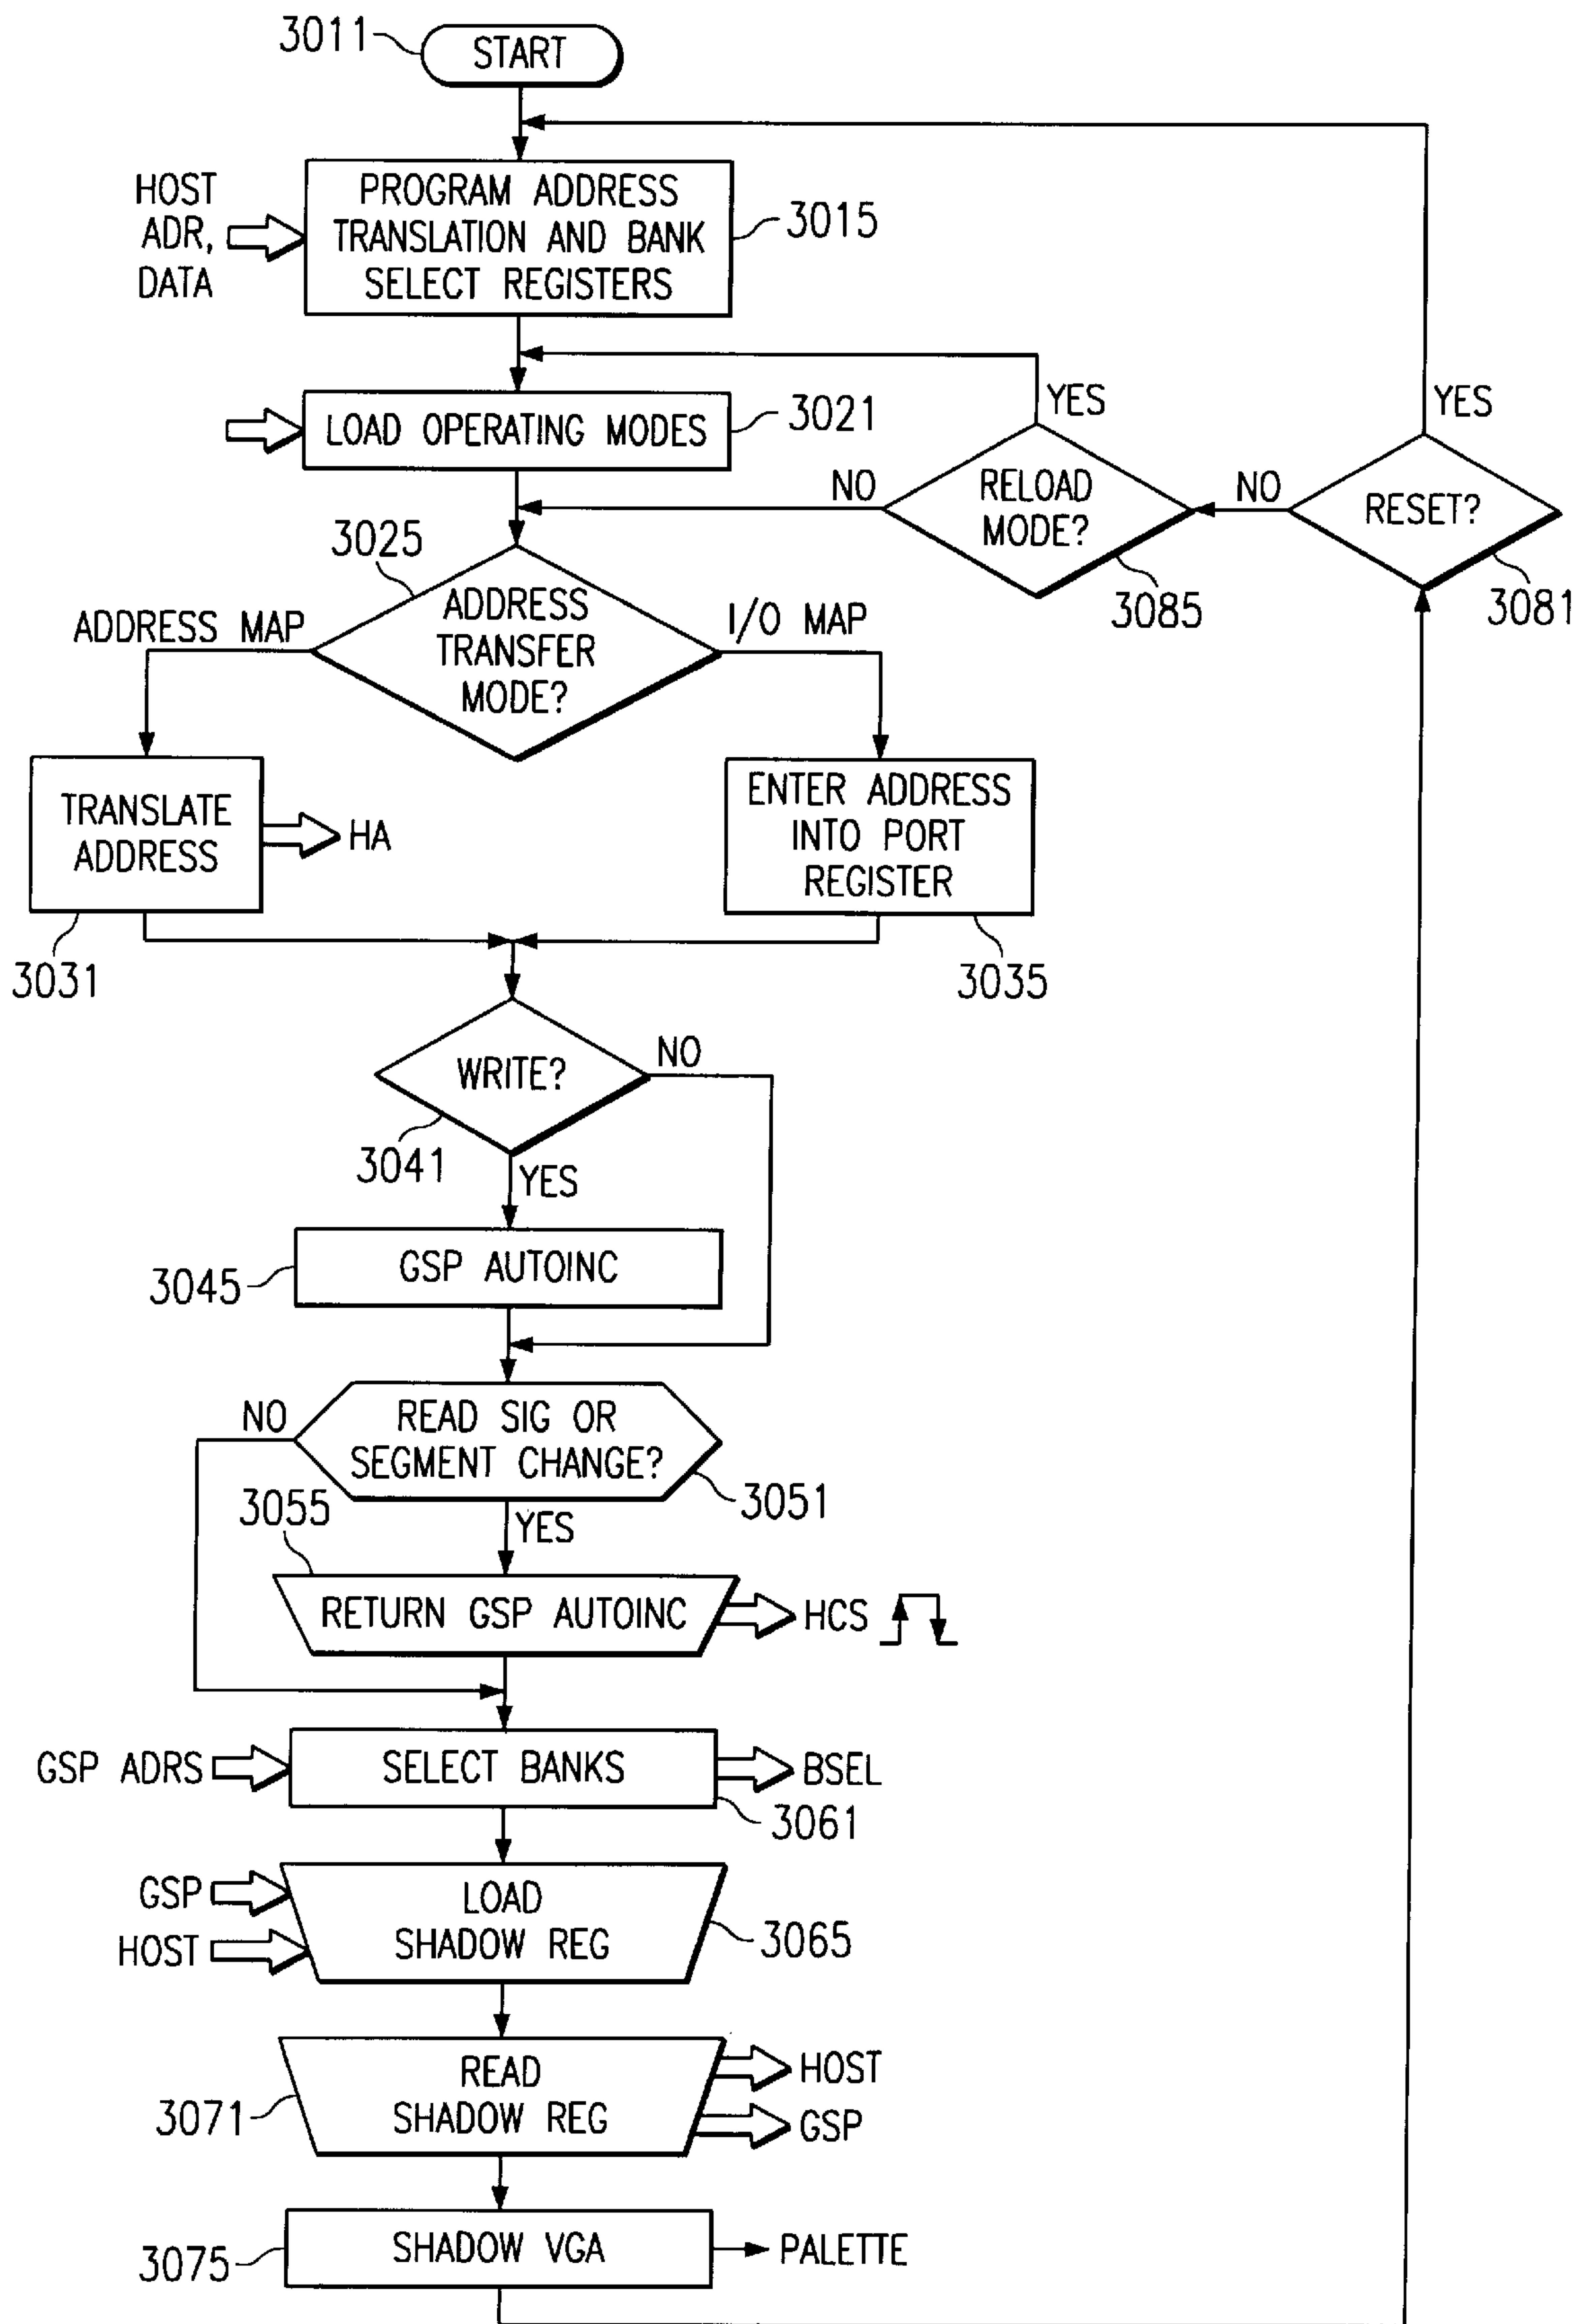 3011
START
HOST
ADR,
DATA
PROGRAM ADDRESS
TRANSLATION AND BANK
SELECT REGISTERS
3015
LOAD OPERATING MODES
3021
YES
YES
NO
RELOAD
MODE?
NO
RESET?
3085
3081
3025
ADDRESS MAP
ADDRESS
TRANSFER
MODE?
I/O MAP
TRANSLATE
ADDRESS
HA
ENTER ADDRESS
INTO PORT
REGISTER
3031
3035
WRITE?
NO
3041
YES
3045
GSP AUTOINC
NO
READ SIG OR
SEGMENT CHANGE?
3051
3055
YES
RETURN GSP AUTOINC
HCS
GSP ADRS
SELECT BANKS
BSEL
3061
GSP
HOST
LOAD
SHADOW REG
3065
READ
SHADOW REG
HOST
GSP
3071
SHADOW VGA
PALETTE
3075